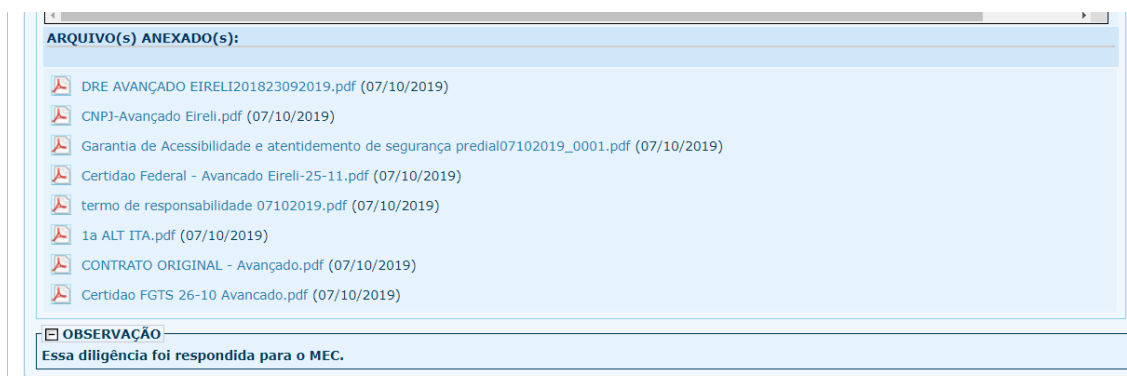 ARQUIVO(s) ANEXADO(s):
DRE AVANÇADO EIRELI201823092019.pdf (07/10/2019)
CNPJ-Avançado Eireli.pdf (07/10/2019)
Garantia de Acessibilidade e atentidemento de segurança predial07102019_0001.pdf (07/10/2019)
Certidao Federal - Avancado Eireli-25-11.pdf (07/10/2019)
termo de responsabilidade 07102019.pdf (07/10/2019)
1a ALT ITA.pdf (07/10/2019)
CONTRATO ORIGINAL - Avançado.pdf (07/10/2019)
Certidao FGTS 26-10 Avancado.pdf (07/10/2019)
OBSERVAÇÃO
Essa diligência foi respondida para o MEC.